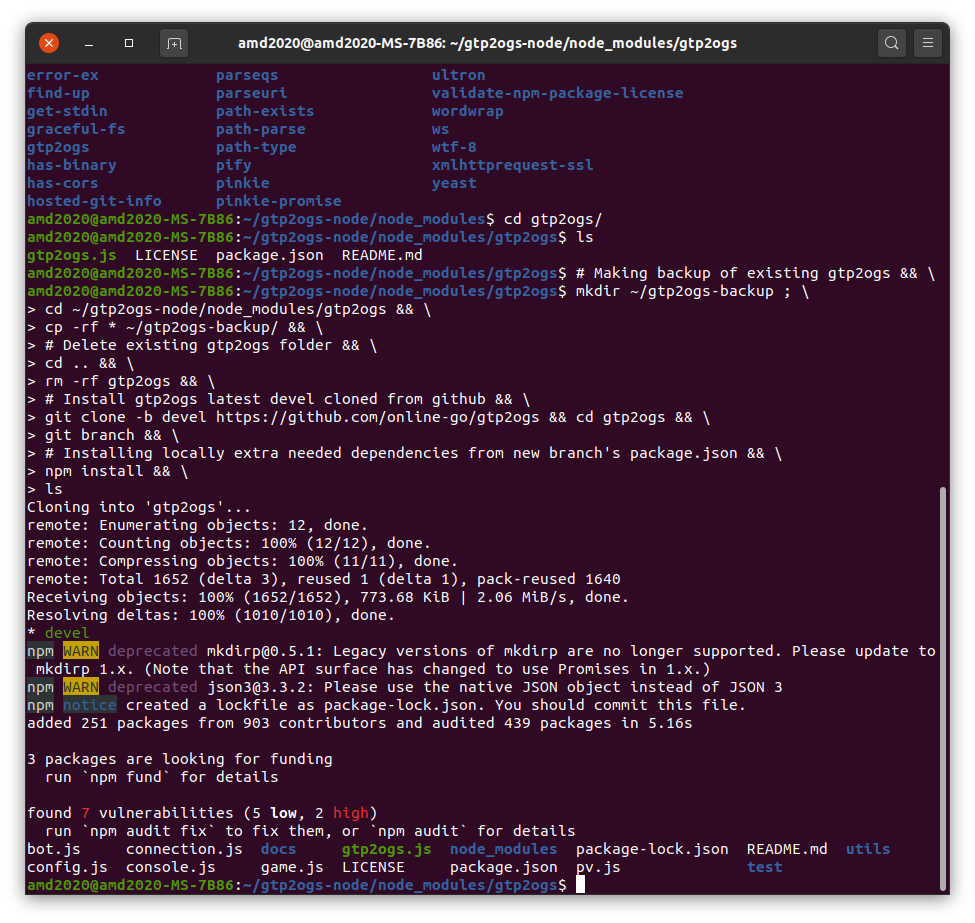 amd2020@amd2020-MS-7B86: ~/gtp2ogs-node/node_modules/gtp2ogs
error-ex             parseqs                 ultron
find-up              parseuri                validate-npm-package-license
get-stdin            path-exists             wordwrap
graceful-fs          path-parse              ws
gtp2ogs              path-type               wtf-8
has-binary           pify                    xmlhttprequest-ssl
has-cors             pinkie                  yeast
hosted-git-info      pinkie-promise
amd2020@amd2020-MS-7B86:~/gtp2ogs-node/node_modules$ cd gtp2ogs/
amd2020@amd2020-MS-7B86:~/gtp2ogs-node/node_modules/gtp2ogs$ ls
gtp2ogs.js  LICENSE  package.json  README.md
amd2020@amd2020-MS-7B86:~/gtp2ogs-node/node_modules/gtp2ogs$ # Making backup of existing gtp2ogs && \
amd2020@amd2020-MS-7B86:~/gtp2ogs-node/node_modules/gtp2ogs$ mkdir ~/gtp2ogs-backup ; \
> cd ~/gtp2ogs-node/node_modules/gtp2ogs && \
> cp -rf * ~/gtp2ogs-backup/ && \
> # Delete existing gtp2ogs folder && \
> cd .. && \
> rm -rf gtp2ogs && \
> # Install gtp2ogs latest devel cloned from github && \
> git clone -b devel https://github.com/online-go/gtp2ogs && cd gtp2ogs && \
> git branch && \
> # Installing locally extra needed dependencies from new branch's package.json && \
> npm install && \
> ls
Cloning into 'gtp2ogs'...
remote: Enumerating objects: 12, done.
remote: Counting objects: 100% (12/12), done.
remote: Compressing objects: 100% (11/11), done.
remote: Total 1652 (delta 3), reused 1 (delta 1), pack-reused 1640
Receiving objects: 100% (1652/1652), 773.68 KiB | 2.06 MiB/s, done.
Resolving deltas: 100% (1010/1010), done.
* devel
npm WARN deprecated mkdirp@0.5.1: Legacy versions of mkdirp are no longer supported. Please update to
 mkdirp 1.x. (Note that the API surface has changed to use Promises in 1.x.)
npm WARN deprecated json3@3.3.2: Please use the native JSON object instead of JSON 3
npm notice created a lockfile as package-lock.json. You should commit this file.
added 251 packages from 903 contributors and audited 439 packages in 5.16s
3 packages are looking for funding
  run `npm fund` for details
found 7 vulnerabilities (5 low, 2 high)
  run `npm audit fix` to fix them, or `npm audit` for details
bot.js     connection.js  docs     gtp2ogs.js  node_modules  package-lock.json  README.md  utils
config.js  console.js     game.js  LICENSE     package.json  pv.js              test
amd2020@amd2020-MS-7B86:~/gtp2ogs-node/node_modules/gtp2ogs$